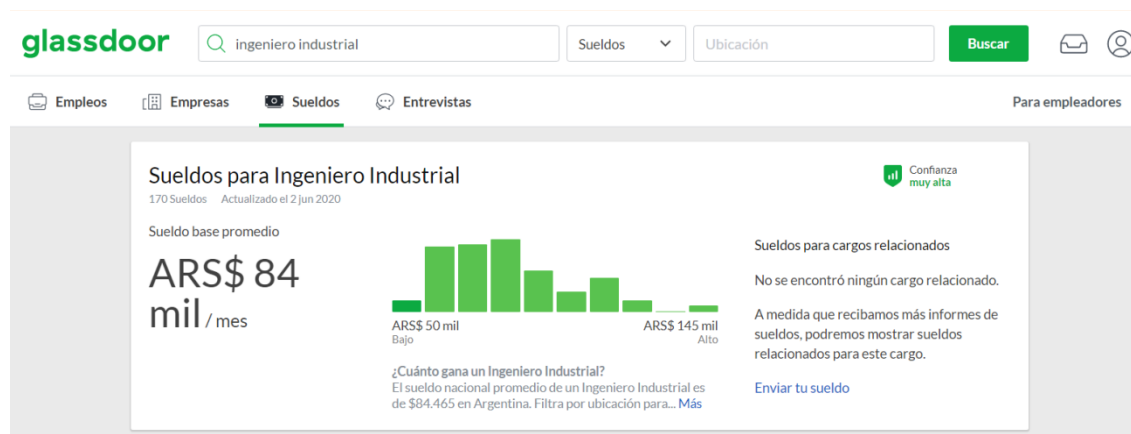 glassdoor
ingeniero industrial
Sueldos
Ubicación
Buscar
Empleos
Empresas
Sueldos
Entrevistas
Para empleadores
Sueldos para Ingeniero Industrial
170 Sueldos Actualizado el 2 jun 2020
Confianza
muy alta
Sueldo base promedio
ARS$ 84
mil / mes
ARS$ 50 mil
Bajo
ARS$ 145 mil
Alto
¿Cuánto gana un Ingeniero Industrial?
El sueldo nacional promedio de un Ingeniero Industrial es
de $84.465 en Argentina. Filtra por ubicación para... Más
Sueldos para cargos relacionados
No se encontró ningún cargo relacionado.
A medida que recibamos más informes de
sueldos, podremos mostrar sueldos
relacionados para este cargo.
Enviar tu sueldo